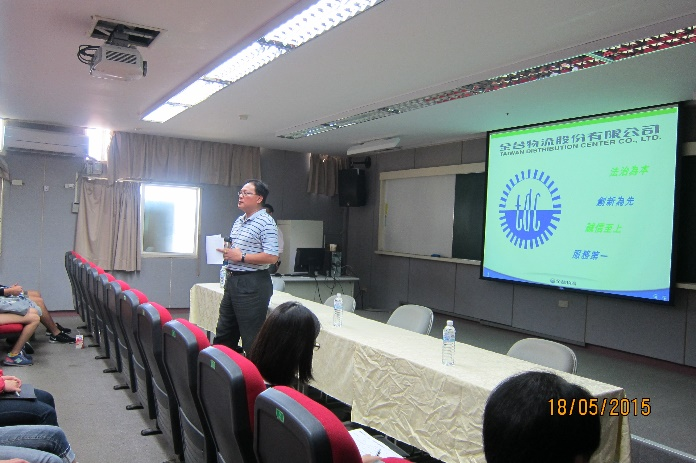 全台物流股份有限公司
TAIWAN DISTRIBUTION CENTER CO., LTD.
法治為本
創新為先
誠信至上
服務第一
tdc
18/05/2015